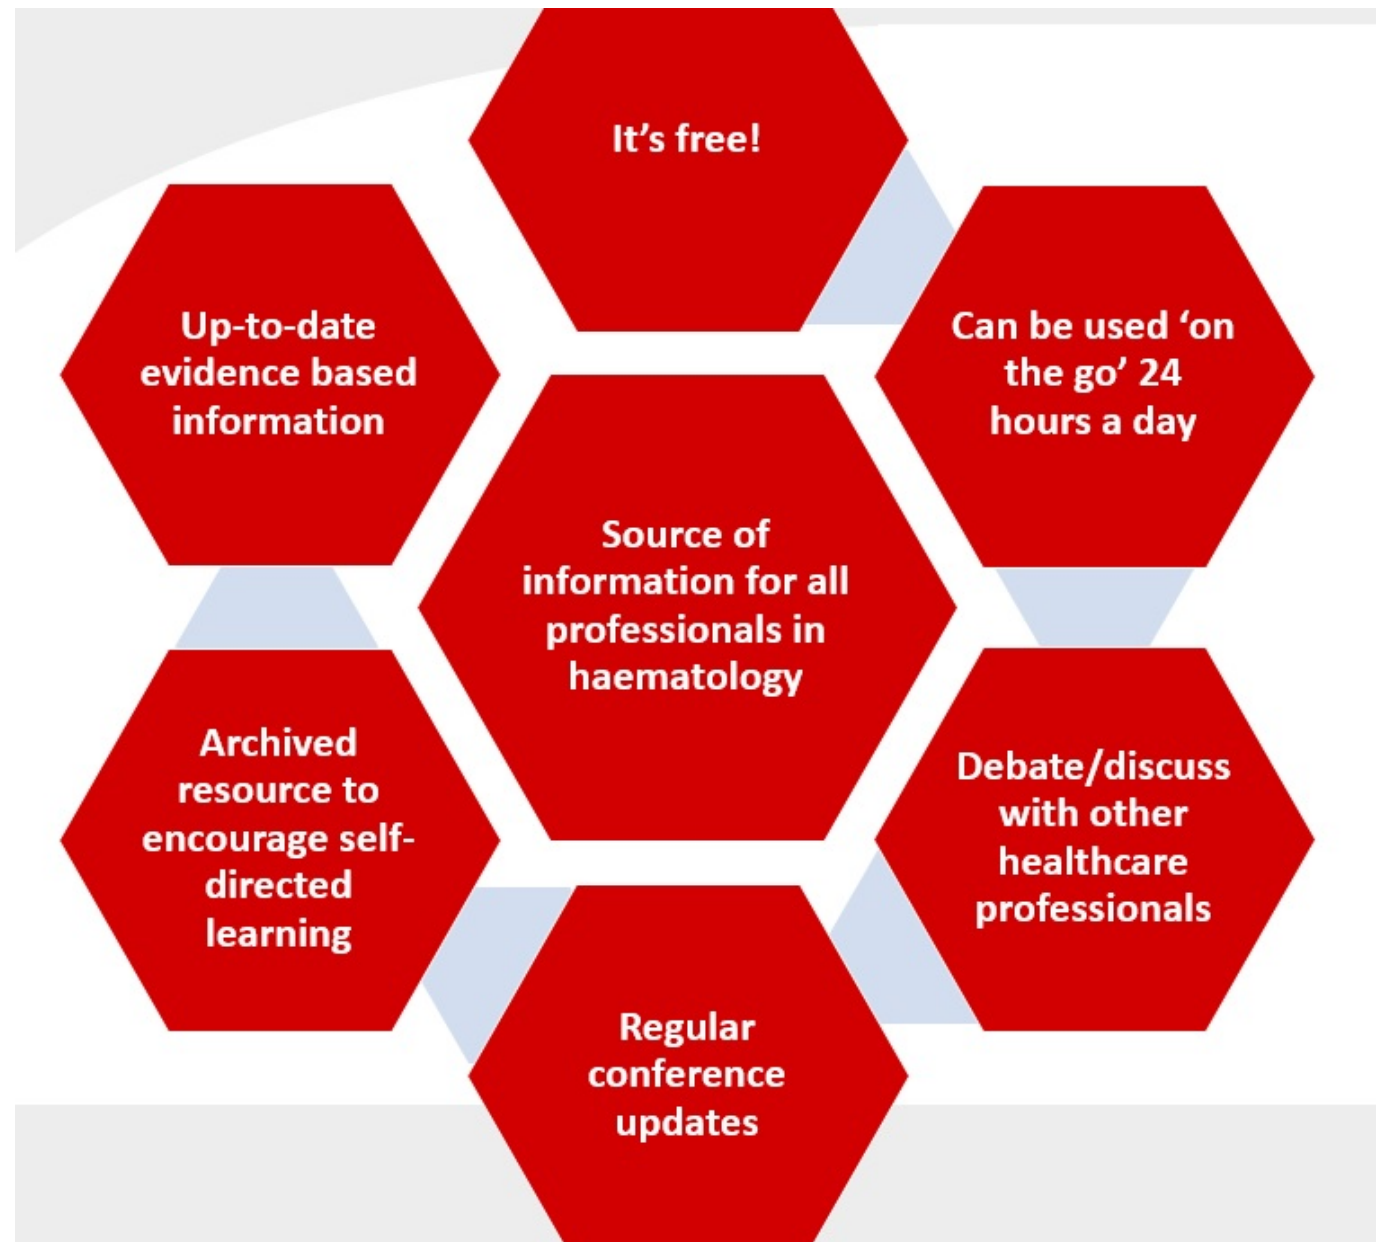 It’s free!
Up-to-date
evidence based
information
Can be used ‘on
the go’ 24
hours a day
Source of
information for all
professionals in
haematology
Archived
resource to
encourage self-
directed
learning
Debate/discuss
with other
healthcare
professionals
Regular
conference
updates